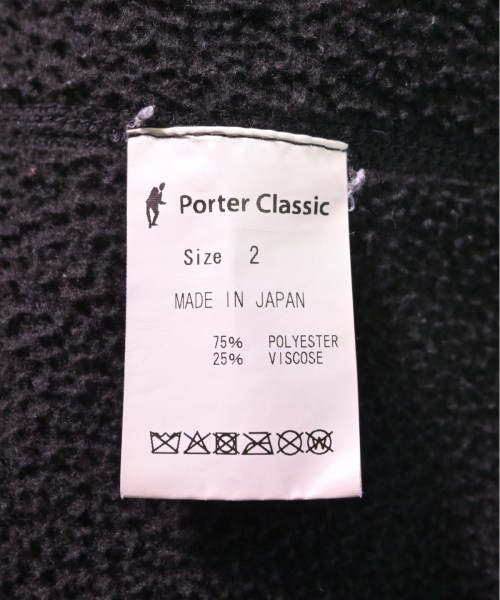 Porter Classic
Size 2
MADE IN JAPAN
75% POLYESTER
25% VISCOSE